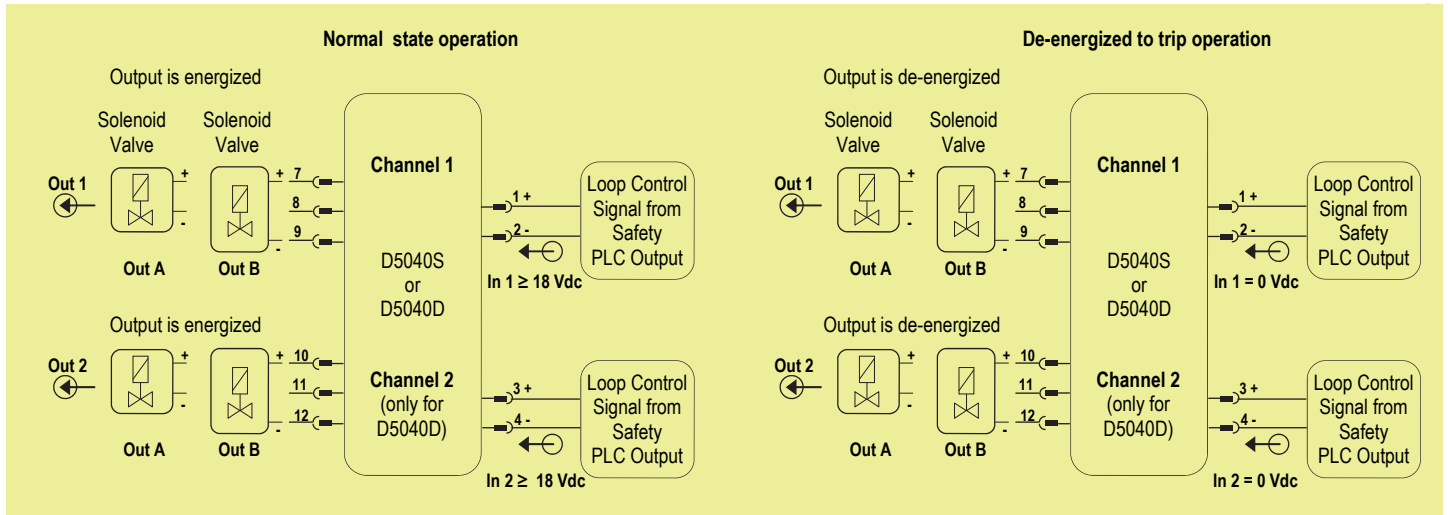 Normal state operation
Output is energized
Solenoid Valve
Solenoid Valve
Out 1
+
-
+
-
7
8
9
Out A
Out B
Channel 1
D5040S
or
D5040D
1 +
2 -
In 1 ≥ 18 Vdc
Loop Control
Signal from
Safety
PLC Output
Output is energized
Out 2
+
-
+
-
10
11
12
Out A
Out B
Channel 2
(only for
D5040D)
3 +
4 -
In 2 ≥ 18 Vdc
Loop Control
Signal from
Safety
PLC Output
De-energized to trip operation
Output is de-energized
Solenoid Valve
Solenoid Valve
Out 1
+
-
+
-
7
8
9
Out A
Out B
Channel 1
D5040S
or
D5040D
1 +
2 -
In 1 = 0 Vdc
Loop Control
Signal from
Safety
PLC Output
Output is de-energized
Out 2
+
-
+
-
10
11
12
Out A
Out B
Channel 2
(only for
D5040D)
3 +
4 -
In 2 = 0 Vdc
Loop Control
Signal from
Safety
PLC Output